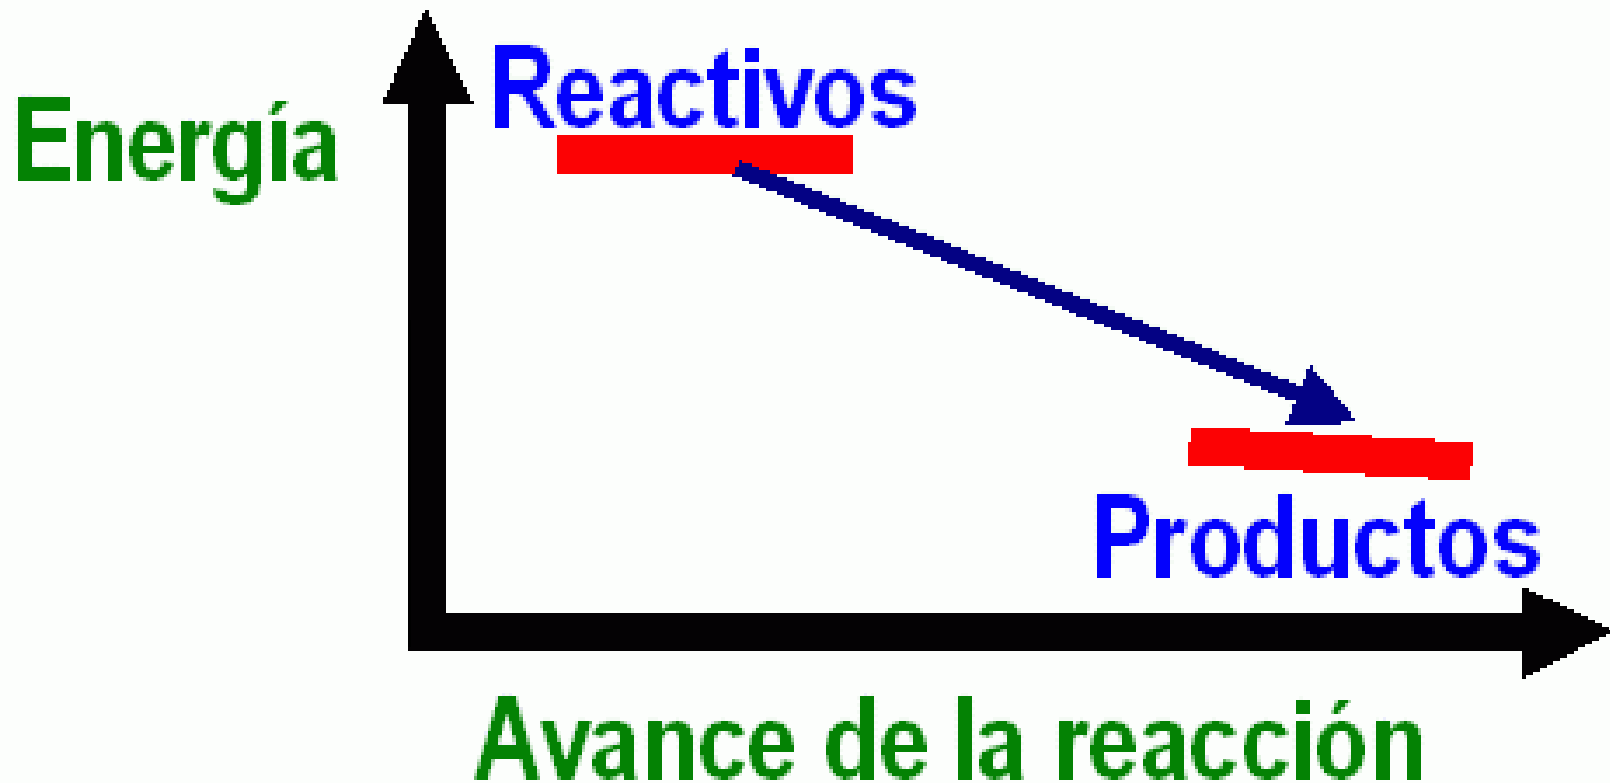 Reactivos
Energía
Productos
Avance de la reacción